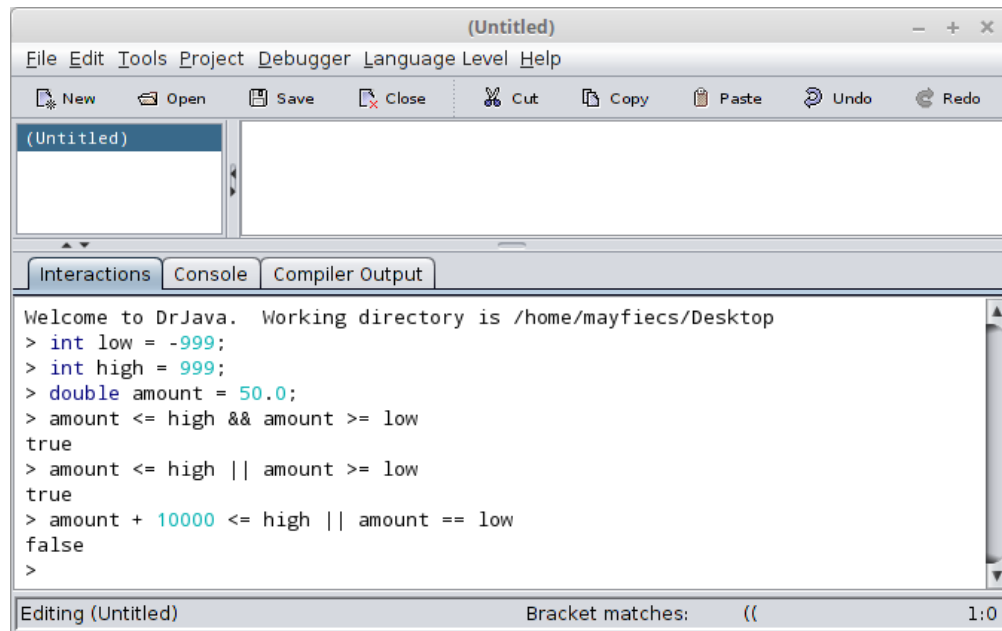 (Untitled)
File Edit Tools Project Debugger Language Level Help
New Open Save Close Cut Copy Paste Undo Redo
(Untitled)
Interactions Console Compiler Output
Welcome to DrJava.  Working directory is /home/mayfiecs/Desktop
> int low = -999;
> int high = 999;
> double amount = 50.0;
> amount <= high && amount >= low
true
> amount <= high || amount >= low
true
> amount + 10000 <= high || amount == low
false
>
Editing (Untitled) Bracket matches: (( 1:0